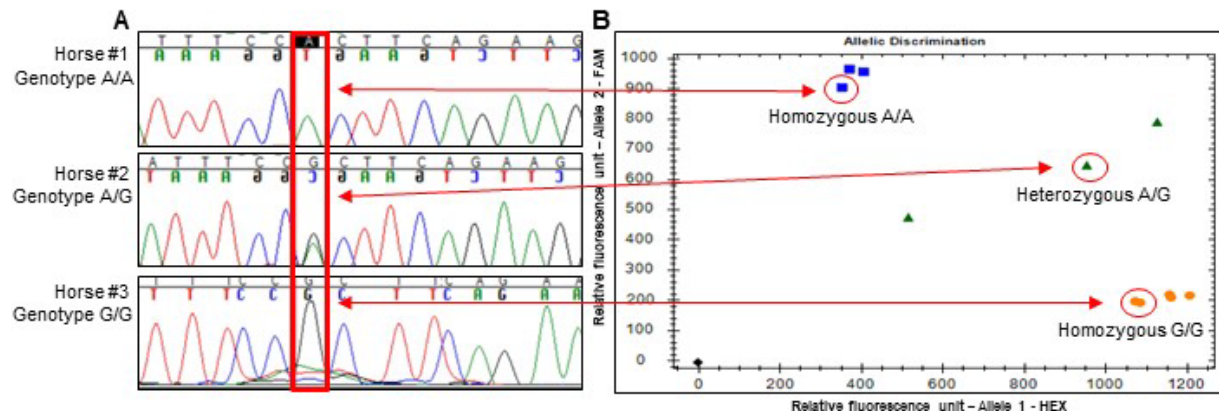 A
B
T T T C C A C T T C A G A A G
A A A G G T G A A G T C T T C
Horse #1
Genotype A/A
A T T T C C G C T T C A G A A G
T A A A G G C G A A G T C T T C
Horse #2
Genotype A/G
T T T C C G C T T C A G A A
T T T C C G C T T C A G A A
Horse #3
Genotype G/G
Allelic Discrimination
Relative fluorescence unit – Allele 2 - FAM
1000
900
800
700
600
500
400
300
200
100
0
Homozygous A/A
Heterozygous A/G
Homozygous G/G
0
200
400
600
800
1000
1200
Relative fluorescence unit – Allele 1 - HEX